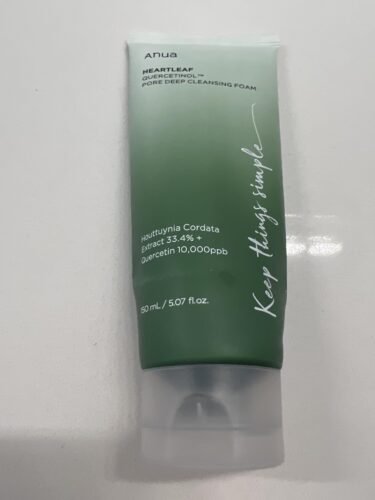 Anua
HEARTLEAF
QUERCETINOL™
PORE DEEP CLEANSING FOAM
Keep things simple
Houttuynia Cordata
Extract 33.4% +
Quercetin 10,000ppb
50 mL / 5.07 fl.oz.